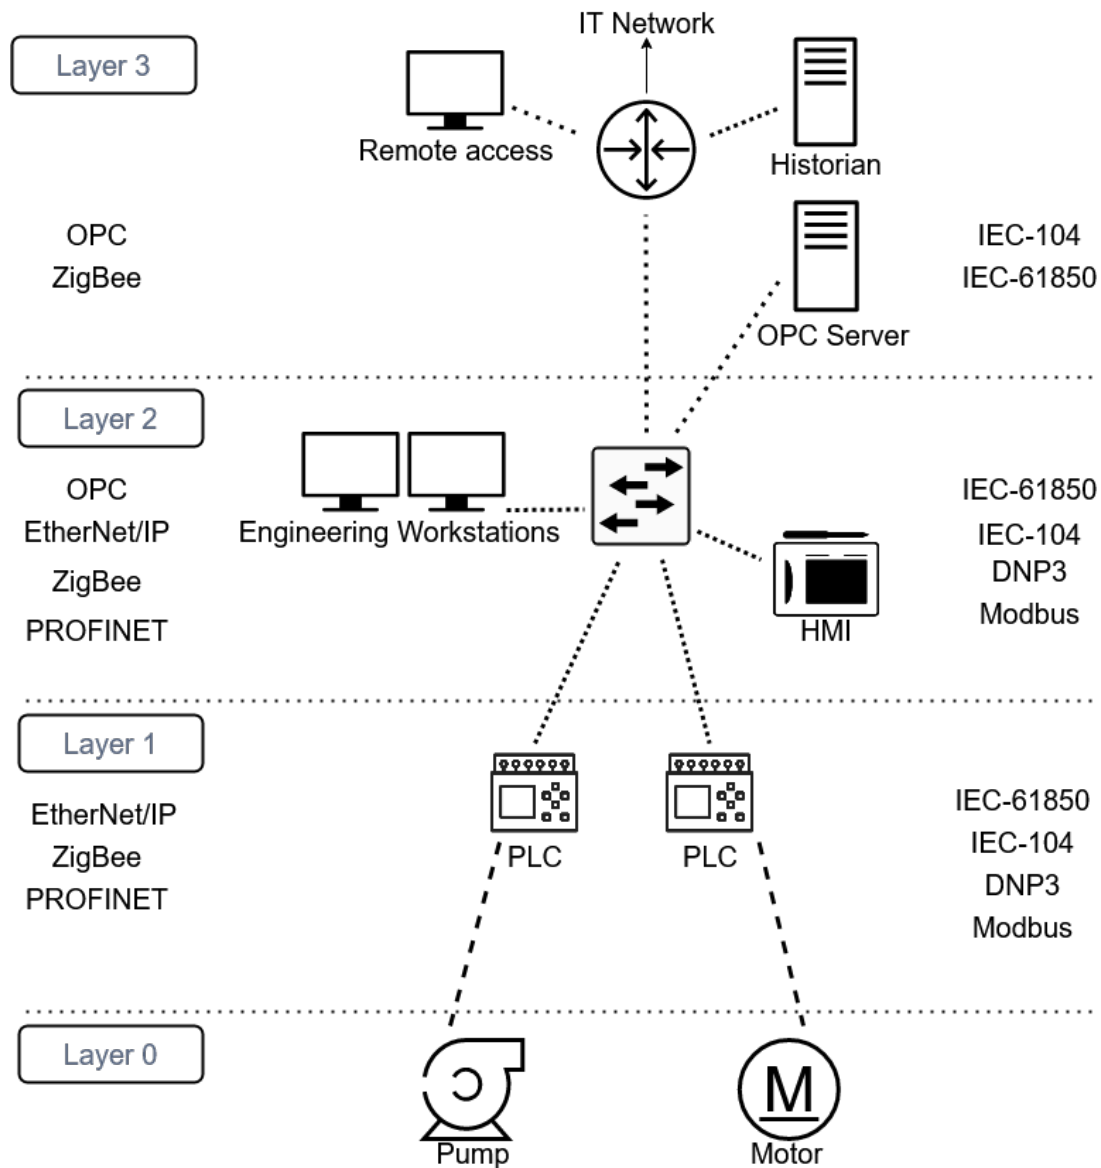 IT Network
Layer 3
Remote access
Historian
OPC
IEC-104
ZigBee
IEC-61850
OPC Server
Layer 2
OPC
IEC-61850
EtherNet/IP
Engineering Workstations
IEC-104
ZigBee
DNP3
PROFINET
HMI
Modbus
Layer 1
EtherNet/IP
IEC-61850
ZigBee
PLC
PLC
IEC-104
PROFINET
DNP3
Modbus
Layer 0
M
Pump
Motor